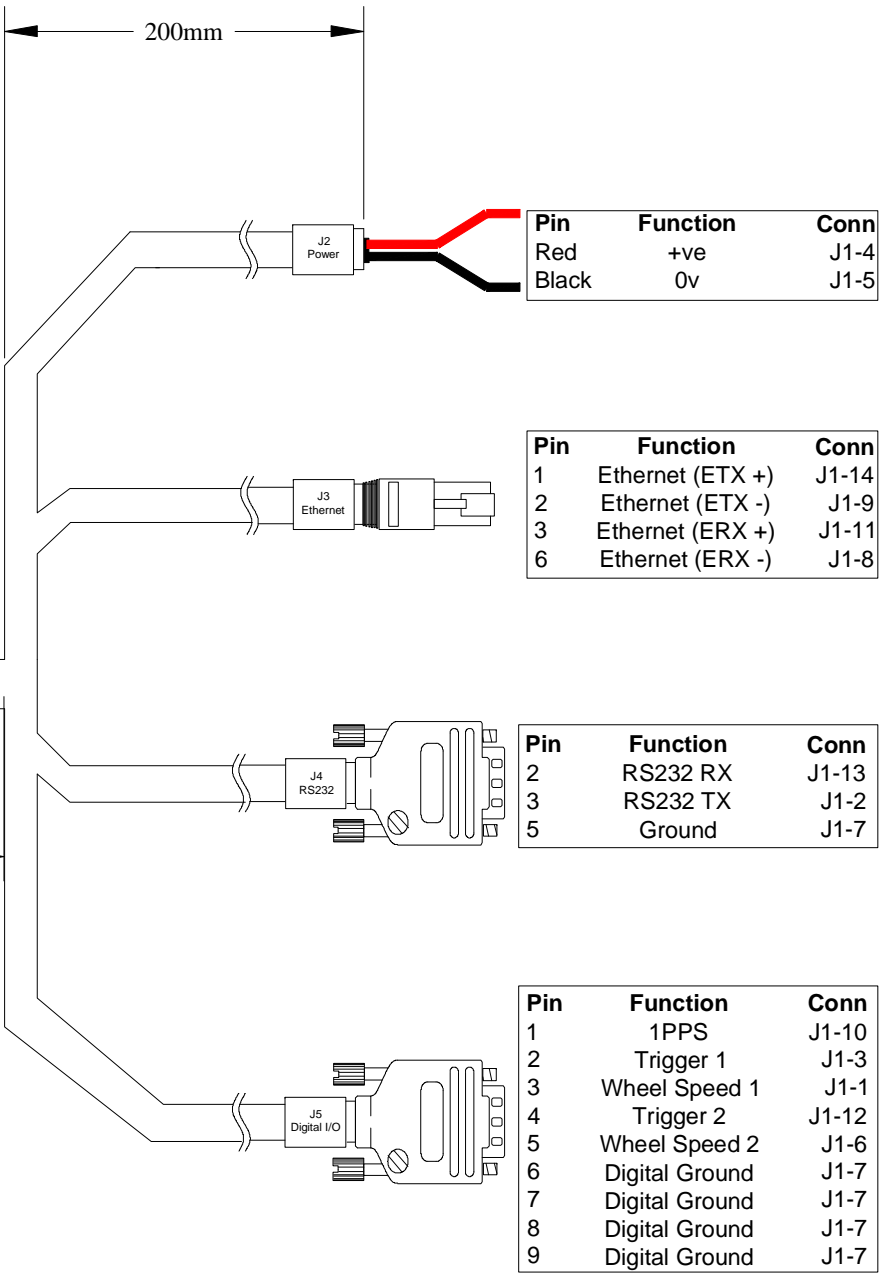 200mm
J2
Power
Pin Function Conn
Red +ve J1-4
Black 0v J1-5
J3
Ethernet
Pin Function Conn
1 Ethernet (ETX +) J1-14
2 Ethernet (ETX -) J1-9
3 Ethernet (ERX +) J1-11
6 Ethernet (ERX -) J1-8
J4
RS232
Pin Function Conn
2 RS232 RX J1-13
3 RS232 TX J1-2
5 Ground J1-7
J5
Digital I/O
Pin Function Conn
1 1PPS J1-10
2 Trigger 1 J1-3
3 Wheel Speed 1 J1-1
4 Trigger 2 J1-12
5 Wheel Speed 2 J1-6
6 Digital Ground J1-7
7 Digital Ground J1-7
8 Digital Ground J1-7
9 Digital Ground J1-7